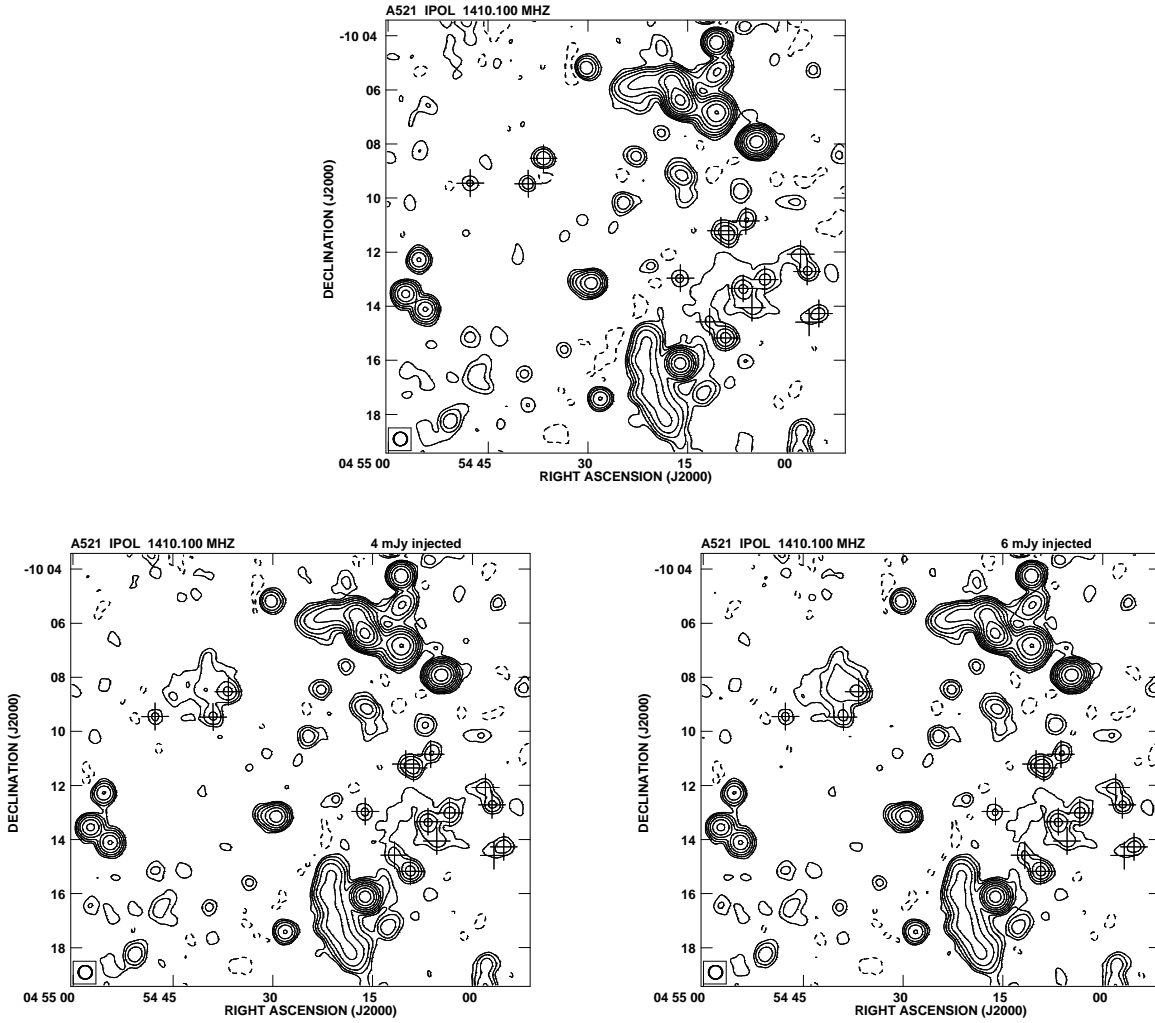 A521 IPOL 1410.100 MHZ
-10 04
06
08
10
12
14
16
18
DECLINATION (J2000)
04 55 00
54 45
30
15
00
RIGHT ASCENSION (J2000)
A521 IPOL 1410.100 MHZ
4 mJy injected
-10 04
06
08
10
12
14
16
18
DECLINATION (J2000)
04 55 00
54 45
30
15
00
RIGHT ASCENSION (J2000)
A521 IPOL 1410.100 MHZ
6 mJy injected
-10 04
06
08
10
12
14
16
18
DECLINATION (J2000)
04 55 00
54 45
30
15
00
RIGHT ASCENSION (J2000)